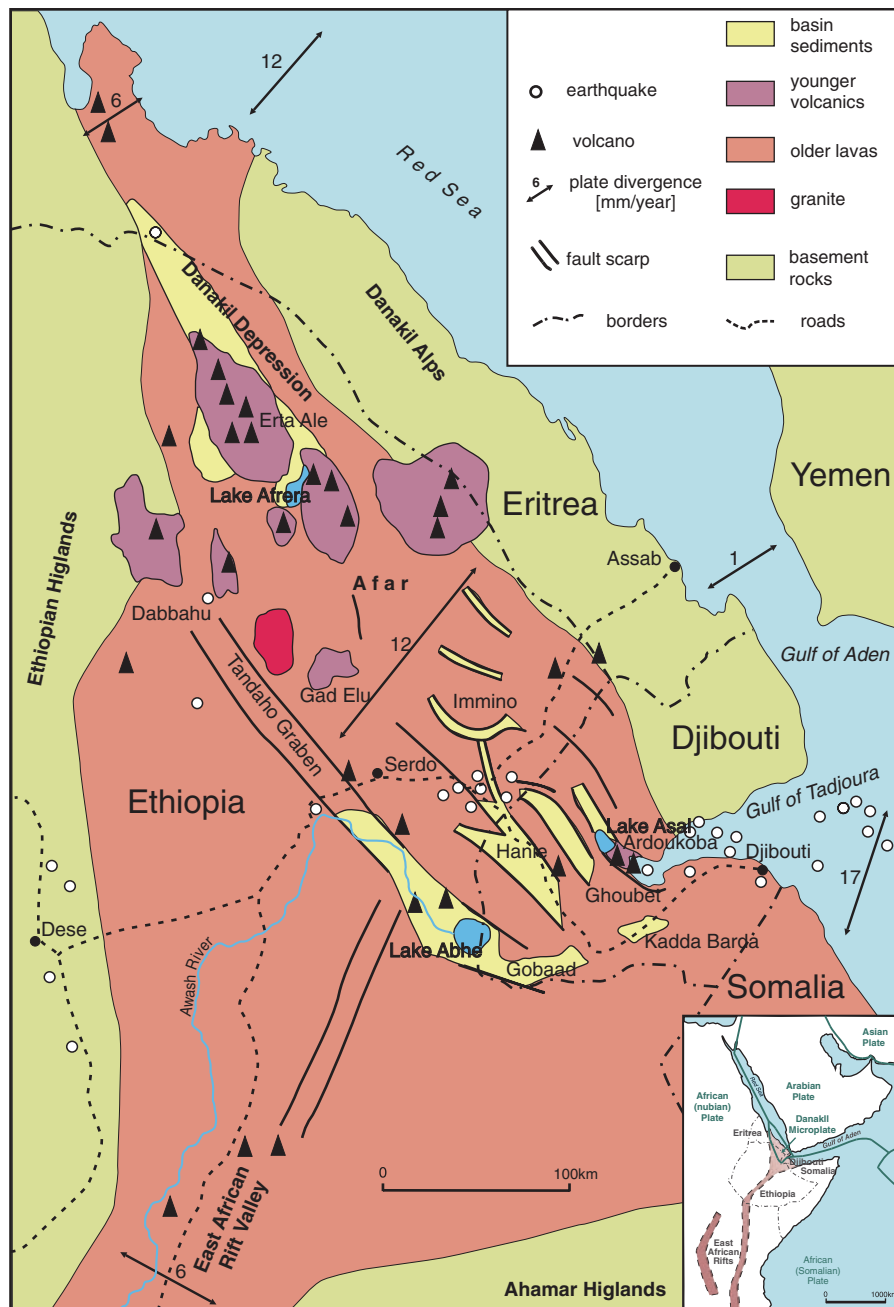 basin
sediments
earthquake
younger
volcanics
volcano
older lavas
6
plate divergence
[mm/year]
granite
fault scarp
basement
rocks
borders
roads
12
6
Red Sea
Danakil Depression
Danakil Alps
Erta Ale
Lake Afrera
Eritrea
Yemen
Assab
1
Ethiopian Higlands
Afar
Dabbahu
12
Gulf of Aden
Tandaho Graben
Gad Elu
Immino
Djibouti
Serdo
Ethiopia
Gulf of Tadjoura
Lake Asal
Ardoukoba
Hanle
Djibouti
17
Ghoubet
Dese
Kadda Barda
Lake Abhe
Gobaad
Awash River
Somalia
East African
Rift Valley
6
0
100km
Ahamar Higlands
Asian
Plate
Red Sea
African
(nubian)
Plate
Arabian
Plate
Danakil
Microplate
Eritrea
Gulf of Aden
Djibouti
Somalia
Ethiopia
East
African
Rifts
African
(Somalian)
Plate
0
1000km